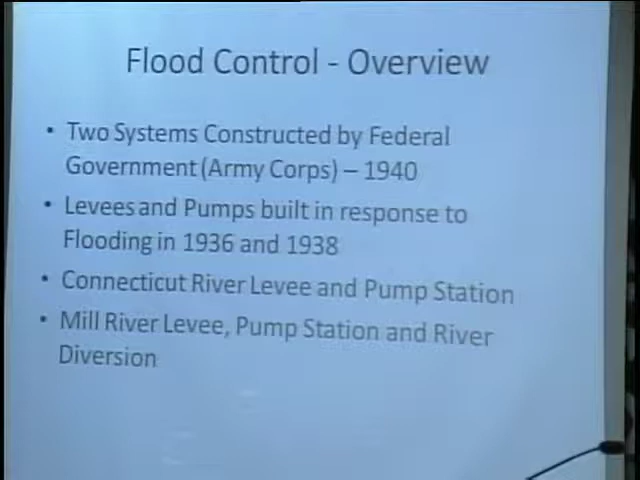 Flood Control - Overview
• Two Systems Constructed by Federal
Government (Army Corps) – 1940
• Levees and Pumps built in response to
Flooding in 1936 and 1938
• Connecticut River Levee and Pump Station
• Mill River Levee, Pump Station and River
Diversion